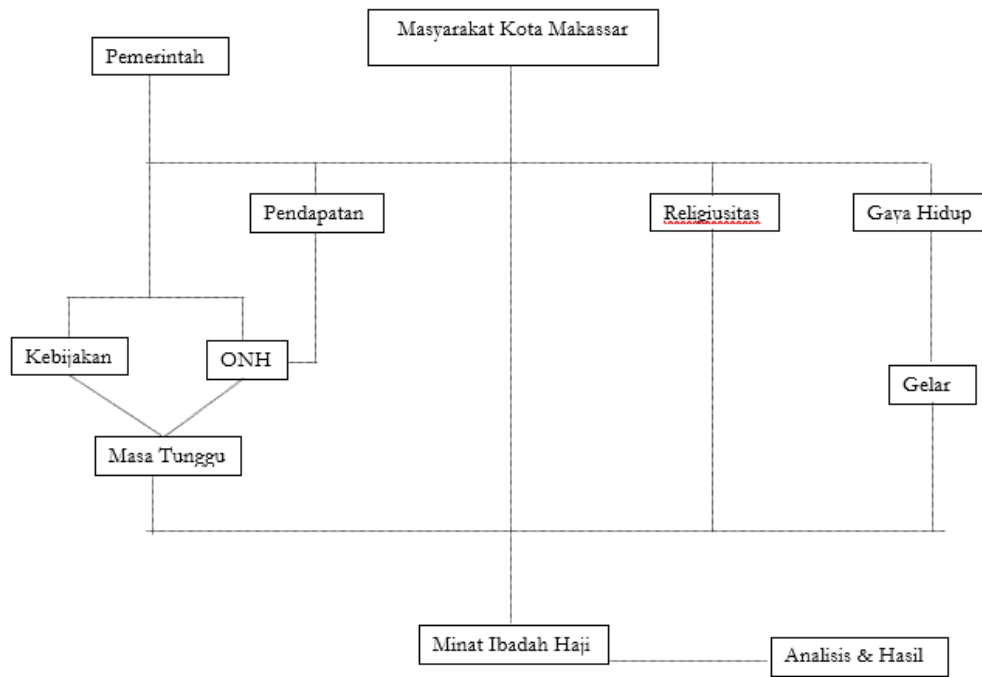 Masyarakat Kota Makassar
Pemerintah
Pendapatan
Religiusitas
Gaya Hidup
Kebijakan
ONH
Gelar
Masa Tunggu
Minat Ibadah Haji
Analisis & Hasil